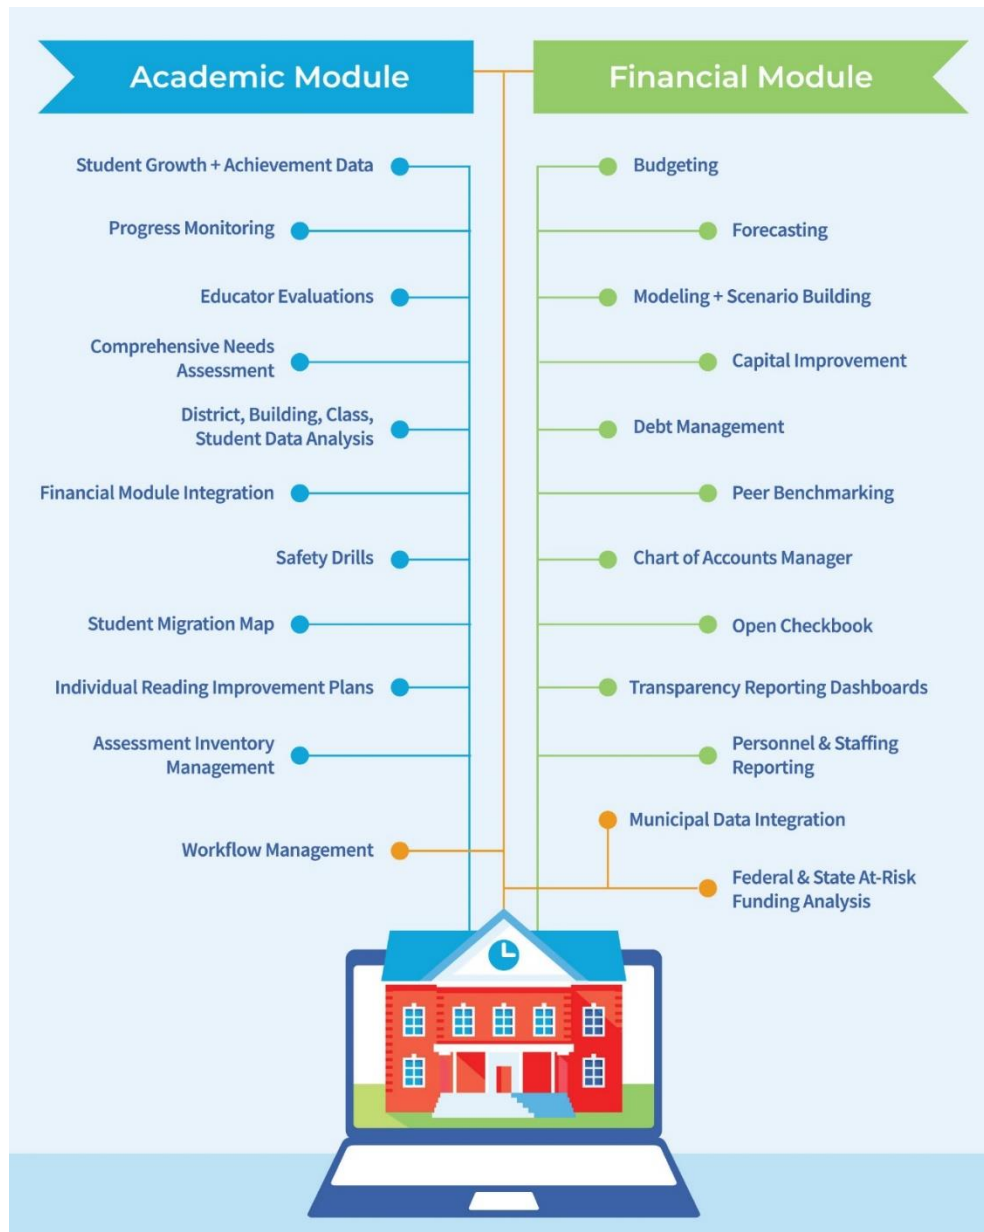 Academic Module
Student Growth + Achievement Data
Progress Monitoring
Educator Evaluations
Comprehensive Needs
Assessment
District, Building, Class,
Student Data Analysis
Financial Module Integration
Safety Drills
Student Migration Map
Individual Reading Improvement Plans
Assessment Inventory
Management
Workflow Management
Financial Module
Budgeting
Forecasting
Modeling + Scenario Building
Capital Improvement
Debt Management
Peer Benchmarking
Chart of Accounts Manager
Open Checkbook
Transparency Reporting Dashboards
Personnel & Staffing
Reporting
Municipal Data Integration
Federal & State At-Risk
Funding Analysis